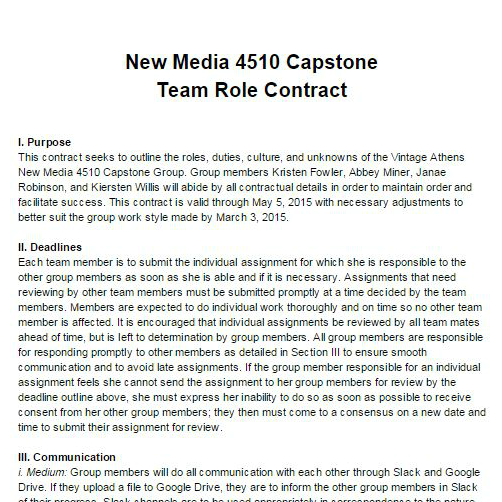 New Media 4510 Capstone
Team Role Contract
I. Purpose
This contract seeks to outline the roles, duties, culture, and unknowns of the Vintage Athens
New Media 4510 Capstone Group. Group members Kristen Fowler, Abbey Miner, Janae
Robinson, and Kiersten Willis will abide by all contractual details in order to maintain order and
facilitate success. This contract is valid through May 5, 2015 with necessary adjustments to
better suit the group work style made by March 3, 2015.
II. Deadlines
Each team member is to submit the individual assignment for which she is responsible to the
other group members as soon as she is able and if it is necessary. Assignments that need
reviewing by other team members must be submitted promptly at a time decided by the team
members. Members are expected to do individual work thoroughly and on time so no other team
member is affected. It is encouraged that individual assignments be reviewed by all team mates
ahead of time, but is left to determination by group members. All group members are responsible
for responding promptly to other members as detailed in Section III to ensure smooth
communication and to avoid late assignments. If the group member responsible for an individual
assignment feels she cannot send the assignment to her group members for review by the
deadline outline above, she must express her inability to do so as soon as possible to receive
consent from her other group members; they then must come to a consensus on a new date and
time to submit their assignment for review.
III. Communication
i. Medium: Group members will do all communication with each other through Slack and Google
Drive. If they upload a file to Google Drive, they are to inform the other group members in Slack
of their progress. Slack channels are to be used appropriately in correspondence to the nature